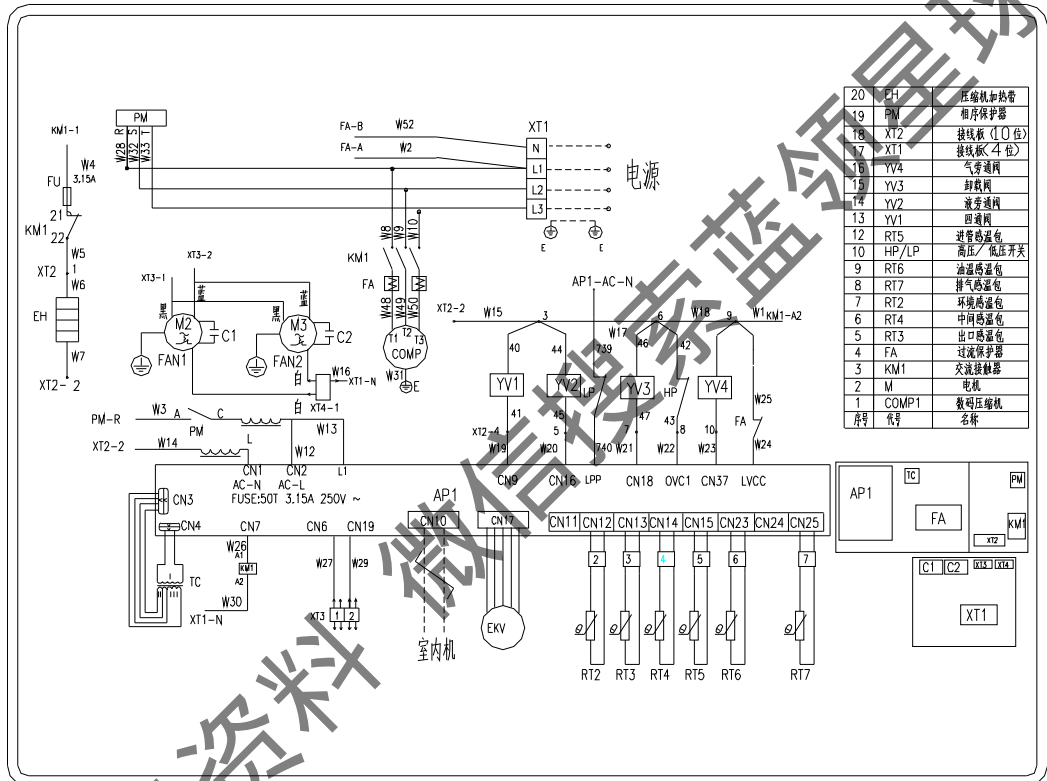 PM
R
S
T
W28
W32
W33
KM1-1
W4
FU
3.15A
21
KM1
22
W5
XT2
1
W6
EH
W7
XT2- 2
FA-B
W52
FA-A
W2
XT1
N
L1
L2
L3
电源
E
E
W8
W9
W10
KM1
FA
W48
W49
W50
T1
T2
T3
COMP
W31
E
XT3-2
XT3-1
黑
蓝
黑
蓝
M2
C1
M3
C2
FAN1
FAN2
白
W16
XT1-N
白
XT4-1
PM-R
W3
A
C
PM
L
W13
XT2-2
W14
W12
XT2-2
W15
3
AP1-AC-N
W17
6
W18
9
W1
KM1-A2
40
44
739
46
42
YV1
YV2
LP
YV3
HP
YV4
W25
FA
41
45
47
43
XT2-4
5
7
8
10
W19
W20
740
W21
W22
W23
W24
CN1
CN2
L1
CN9
CN16
LPP
CN18
OVC1
CN37
LVCC
AC-N
AC-L
FUSE:50T 3.15A 250V ~
AP1
CN3
CN4
CN7
CN6
CN19
CN10
CN17
CN11
CN12
CN13
CN14
CN15
CN23
CN24
CN25
W26
A1
KM1
A2
W30
XT1-N
I
II
III
TC
W27
W29
XT3
1
2
室内机
EKV
2
3
4
5
6
7
RT2
RT3
RT4
RT5
RT6
RT7
20 EH 压缩机加热带
19 PM 相序保护器
18 XT2 接线板（10位）
17 XT1 接线板（4位）
16 YV4 气旁通阀
15 YV3 卸载阀
14 YV2 液旁通阀
13 YV1 四通阀
12 RT5 进管感温包
10 HP/LP 高压/低压开关
9 RT6 油温感温包
8 RT7 排气感温包
7 RT2 环境感温包
6 RT4 中间感温包
5 RT3 出口感温包
4 FA 过流保护器
3 KM1 交流接触器
2 M 电机
1 COMP1 数码压缩机
序号 代号 名称
AP1
TC
FA
PM
KM1
XT2
C1
C2
XT3
XT4
XT1
资料 微信搜索蓝领星球